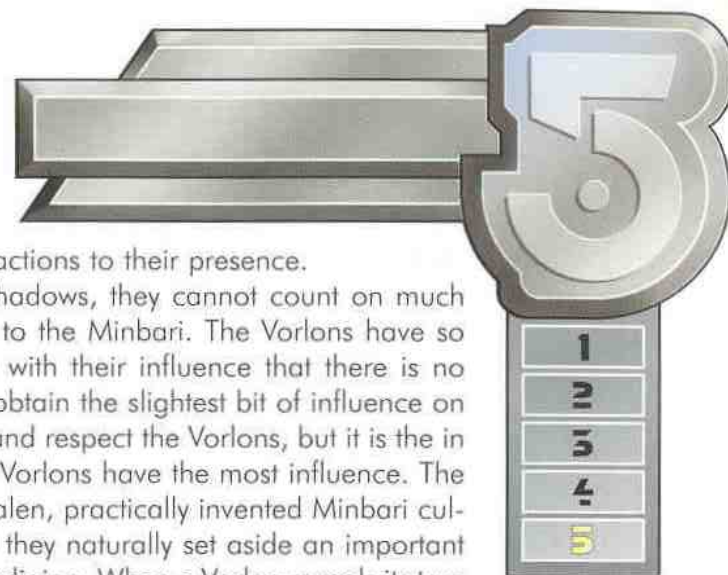 5
actions to their presence.
hadows, they cannot count on much
to the Minbari. The Vorlons have so
with their influence that there is no
obtain the slightest bit of influence on
and respect the Vorlons, but it is the in
Vorlons have the most influence. The
alen, practically invented Minbari cul-
they naturally set aside an important
1
2
3
4
5